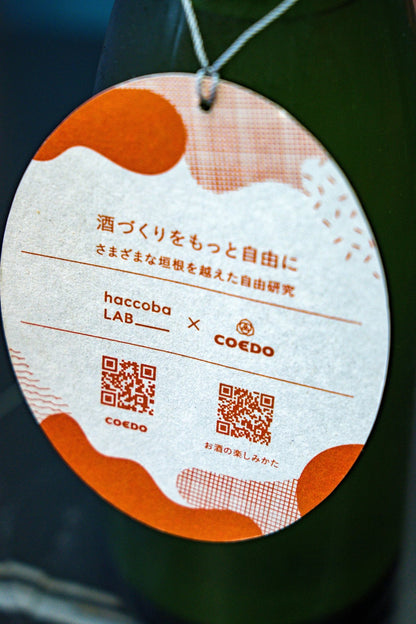 酒づくりをもっと自由に
さまざまな垣根を越えた自由研究
haccoba
LAB
×
COEDO
COEDO
お酒の楽しみかた